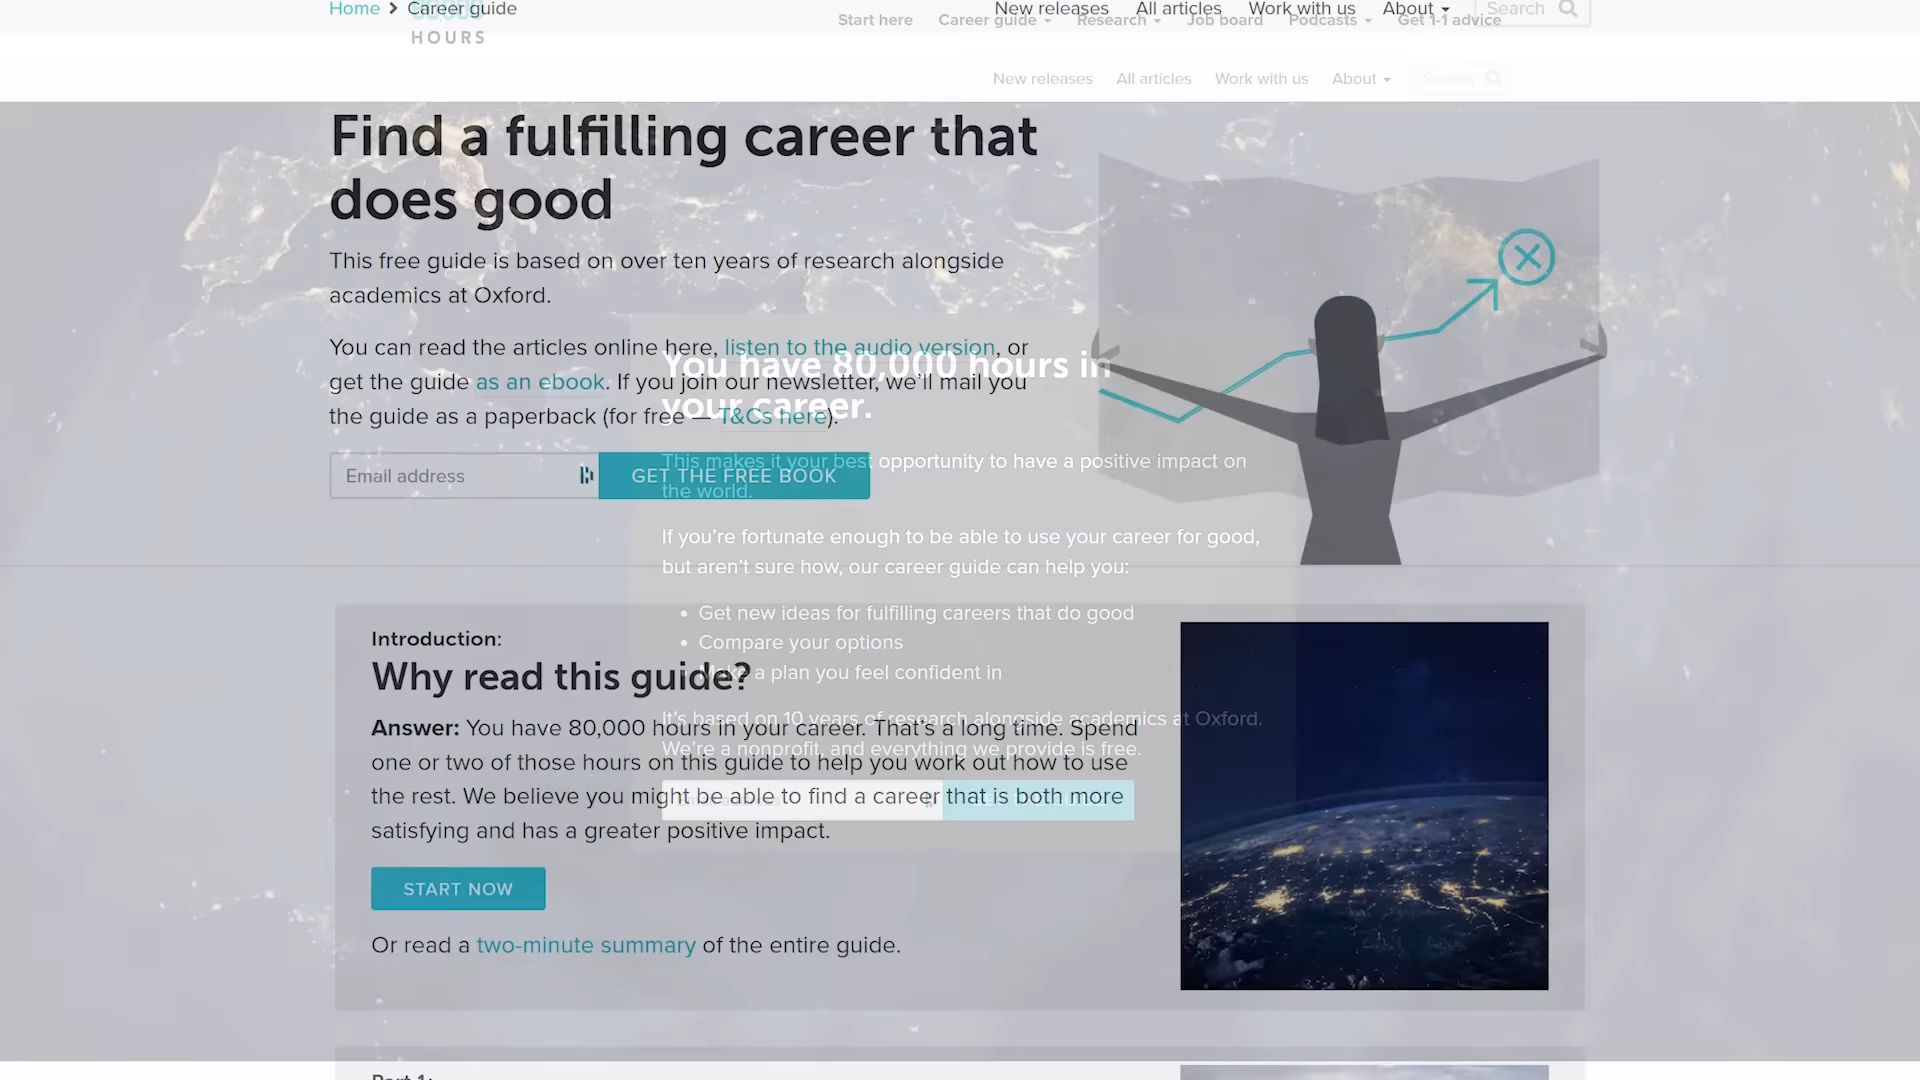 Home > Career guide
New releases All articles Work with us About Search
80,000
HOURS
Start here Career guide Research Job board Podcasts Get 1-1 advice
New releases All articles Work with us About Search
Find a fulfilling career that
does good
This free guide is based on over ten years of research alongside
academics at Oxford.
You can read the articles online here, listen to the audio version, or
get the guide as an ebook. If you join our newsletter, we'll mail you
the guide as a paperback (for free — T&Cs here).
Email address GET THE FREE BOOK
You have 80,000 hours in
your career.
This makes it your best opportunity to have a positive impact on
the world.
If you're fortunate enough to be able to use your career for good,
but aren't sure how, our career guide can help you:
• Get new ideas for fulfilling careers that do good
• Compare your options
• Make a plan you feel confident in
It's based on 10 years of research alongside academics at Oxford.
We're a nonprofit, and everything we provide is free.
Introduction:
Why read this guide?
Answer: You have 80,000 hours in your career. That's a long time. Spend
one or two of those hours on this guide to help you work out how to use
the rest. We believe you might be able to find a career that is both more
satisfying and has a greater positive impact.
START NOW
Or read a two-minute summary of the entire guide.
Part 1: